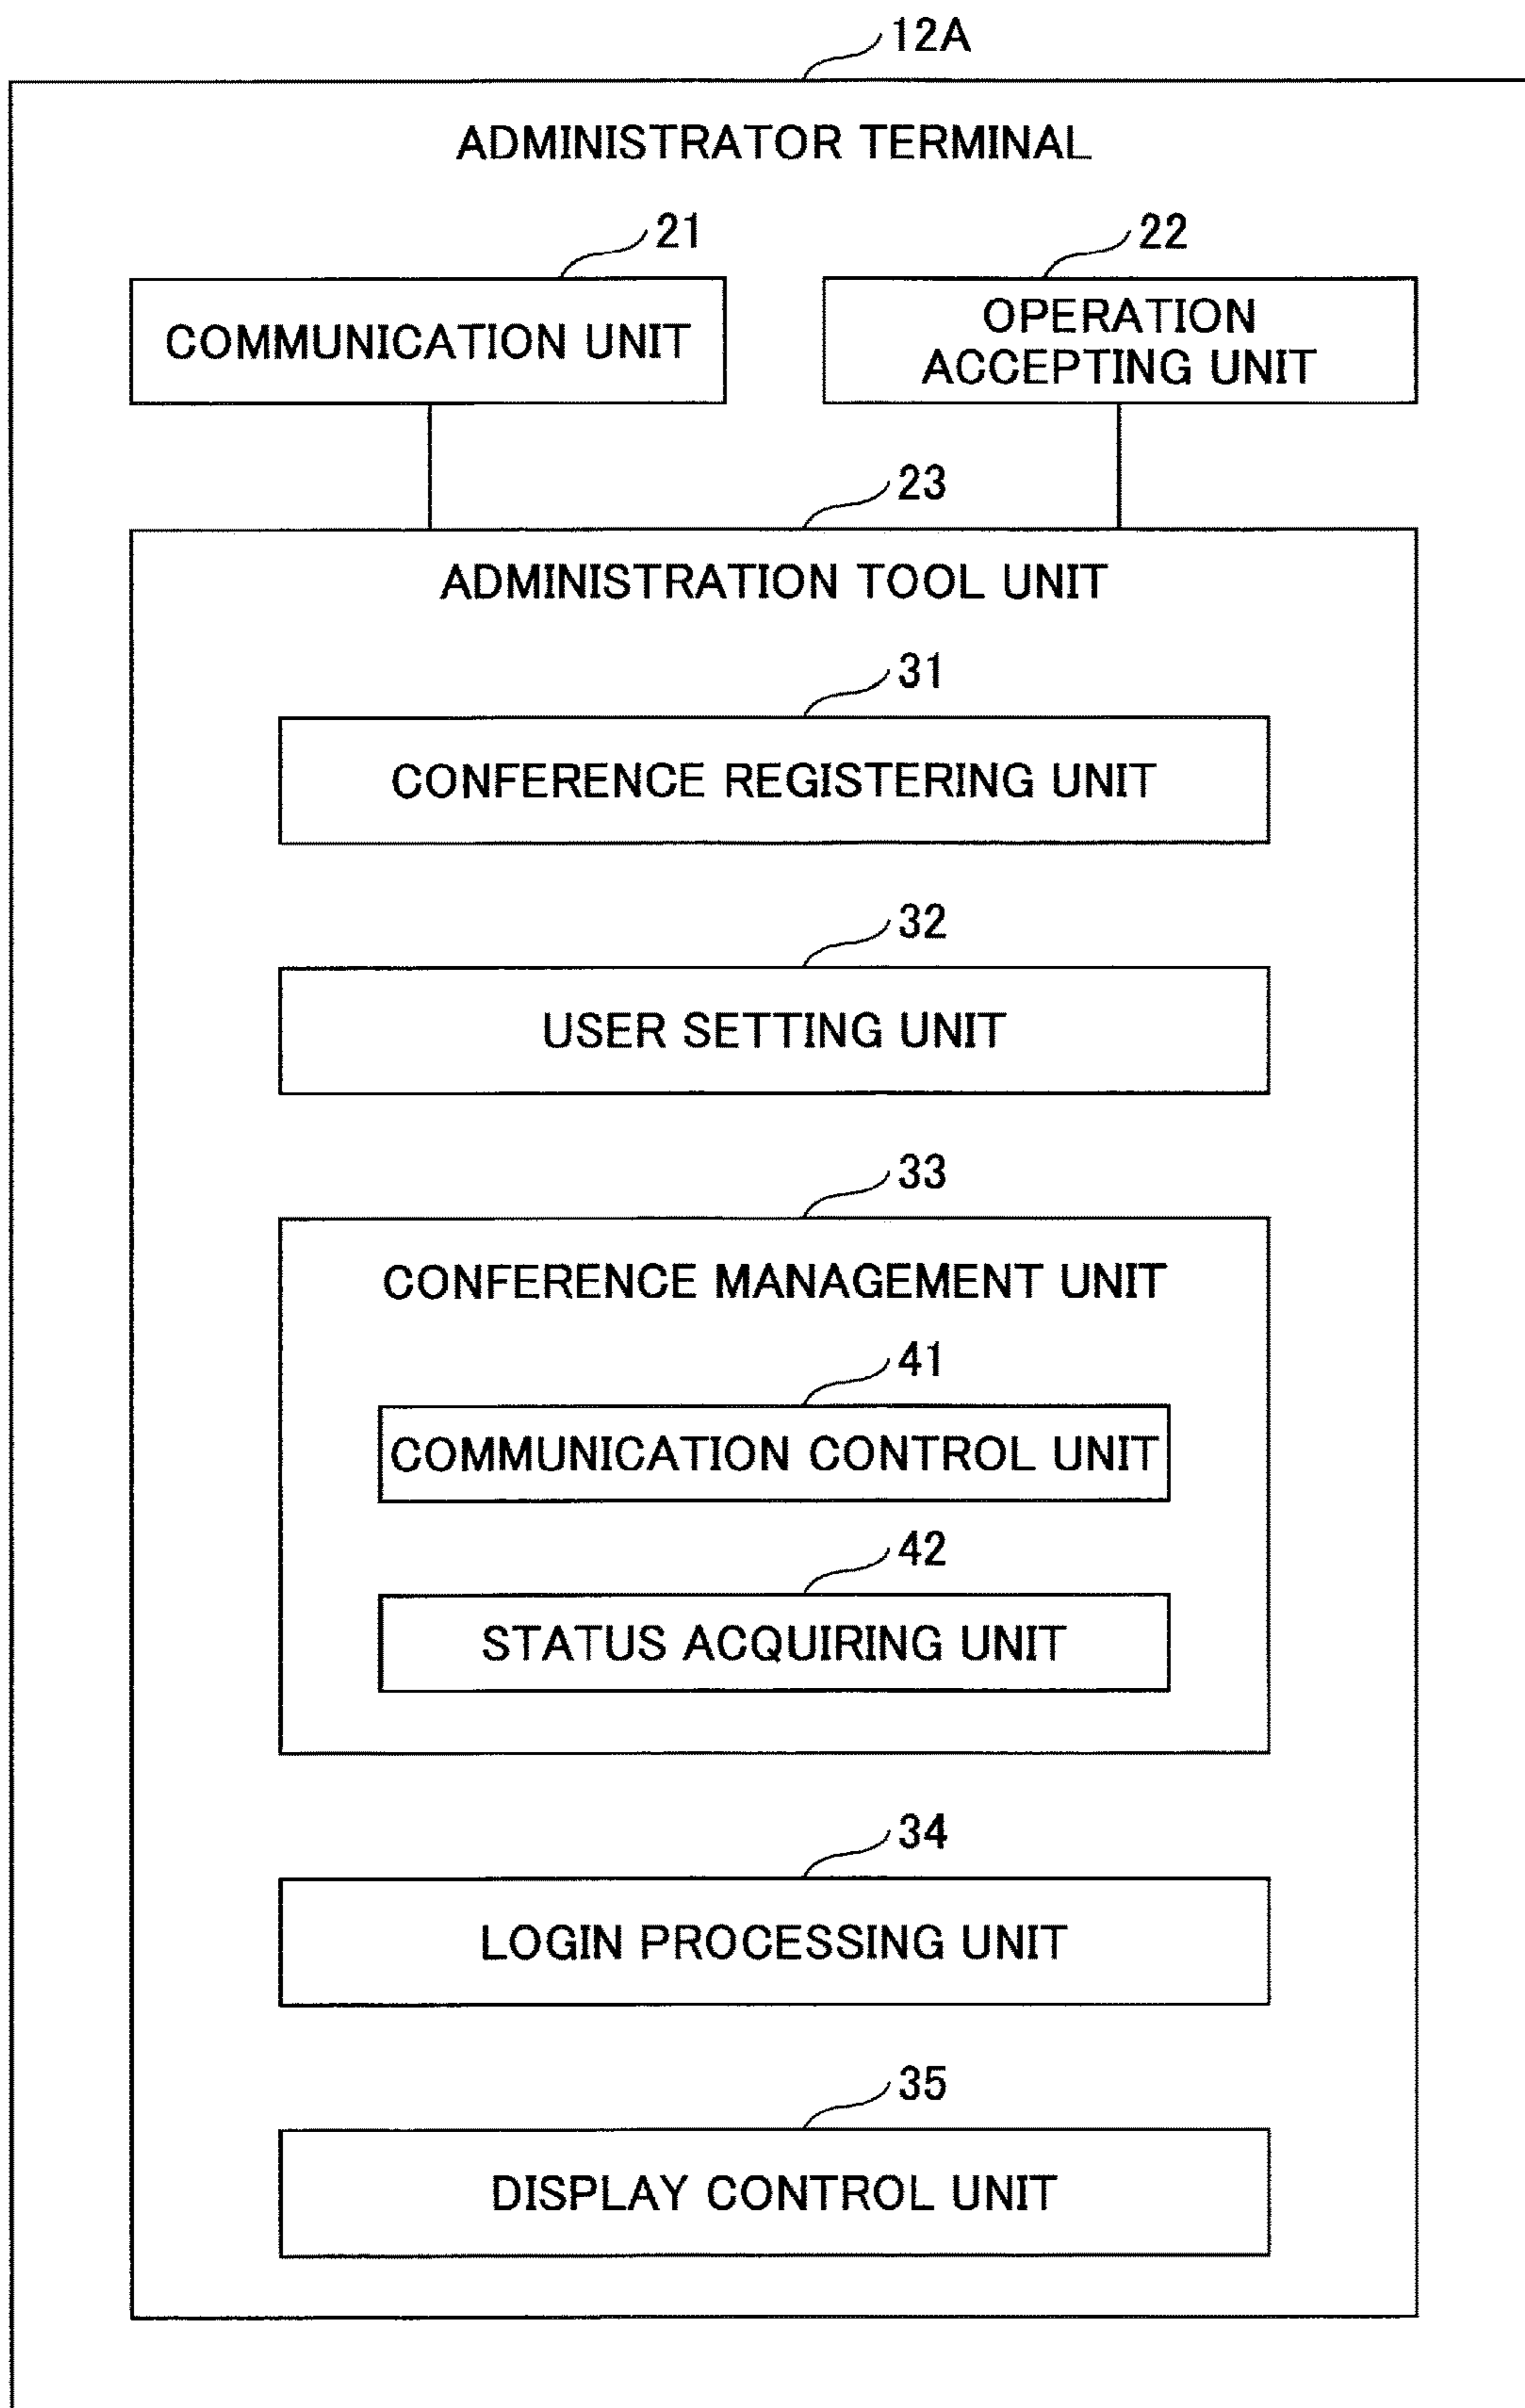 12A
ADMINISTRATOR TERMINAL
21
22
COMMUNICATION UNIT
OPERATION
ACCEPTING UNIT
23
ADMINISTRATION TOOL UNIT
31
CONFERENCE REGISTERING UNIT
32
USER SETTING UNIT
33
CONFERENCE MANAGEMENT UNIT
41
COMMUNICATION CONTROL UNIT
42
STATUS ACQUIRING UNIT
34
LOGIN PROCESSING UNIT
35
DISPLAY CONTROL UNIT